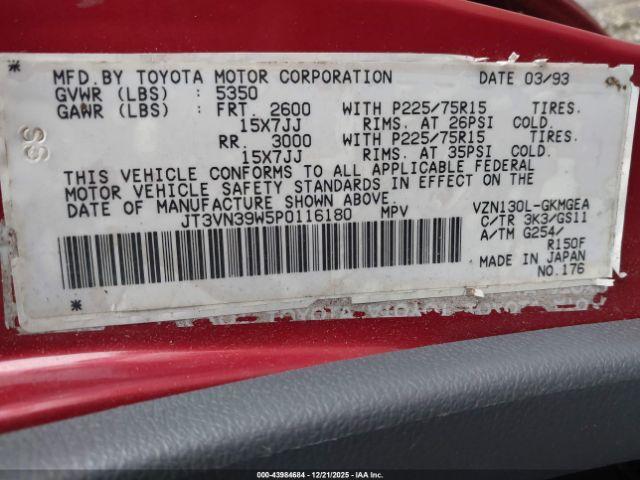 * MFD.BY TOYOTA MOTOR CORPORATION DATE 03/93
GVWR (LBS) : 5350
GAWR (LBS) : FRT. 2600 WITH P225/75R15 TIRES.
15X7JJ RIMS. AT 26PSI COLD.
RR. 3000 WITH P225/75R15 TIRES.
15X7JJ RIMS. AT 35PSI COLD.
THIS VEHICLE CONFORMS TO ALL APPLICABLE FEDERAL
MOTOR VEHICLE SAFETY STANDARDS IN EFFECT ON THE
DATE OF MANUFACTURE SHOWN ABOVE.
JT3VN39W5P0116180 MPV
VZN130L-GKMGEA
C/TR 3K3/GS11
A/TM G254/
R150F
MADE IN JAPAN
NO.176
*
000-43984684 - 12/21/2025 - IAAI, Inc.